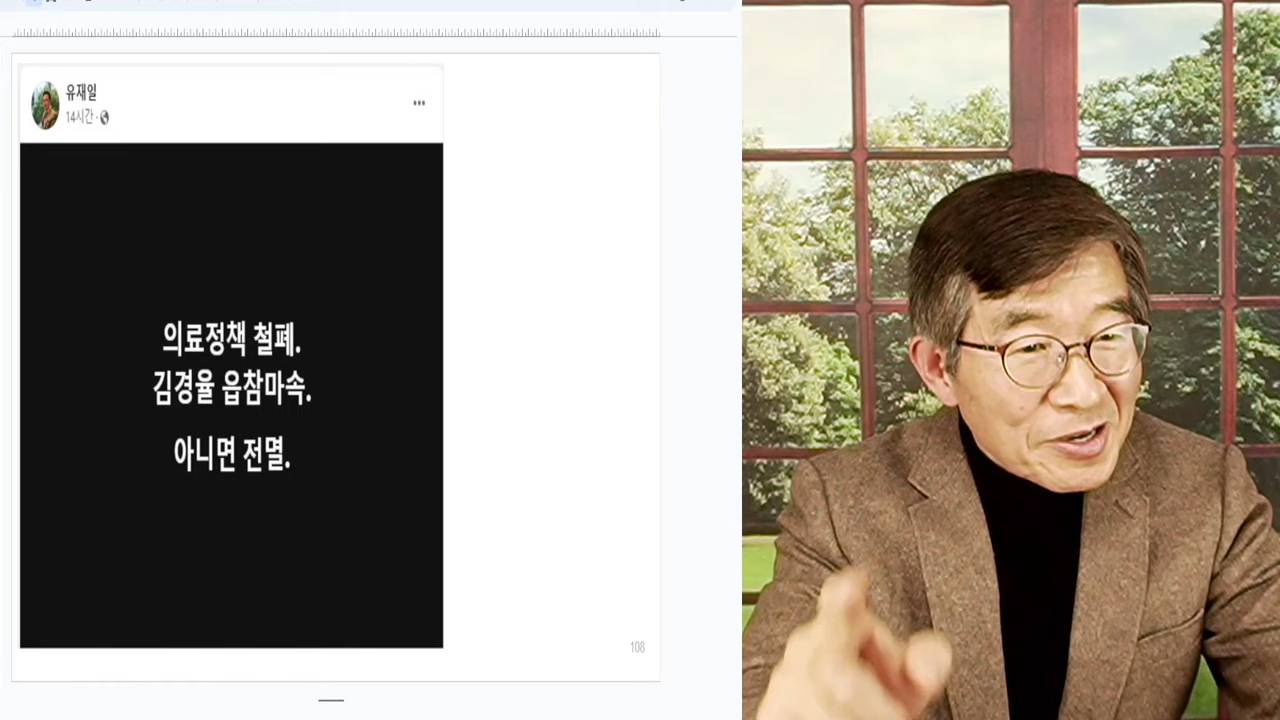 유재일
14시간 ·
의료정책 철폐.
김경율 읍참마속.
아니면 전멸.
108